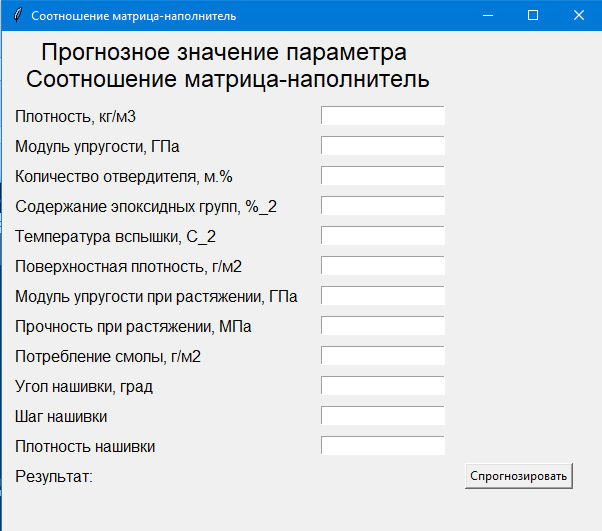 Соотношение матрица-наполнитель
Прогнозное значение параметра
Соотношение матрица-наполнитель
Плотность, кг/м3
Модуль упругости, ГПа
Количество отвердителя, м.%
Содержание эпоксидных групп, %_2
Температура вспышки, С_2
Поверхностная плотность, г/м2
Модуль упругости при растяжении, ГПа
Прочность при растяжении, МПа
Потребление смолы, г/м2
Угол нашивки, град
Шаг нашивки
Плотность нашивки
Результат:
Спрогнозировать